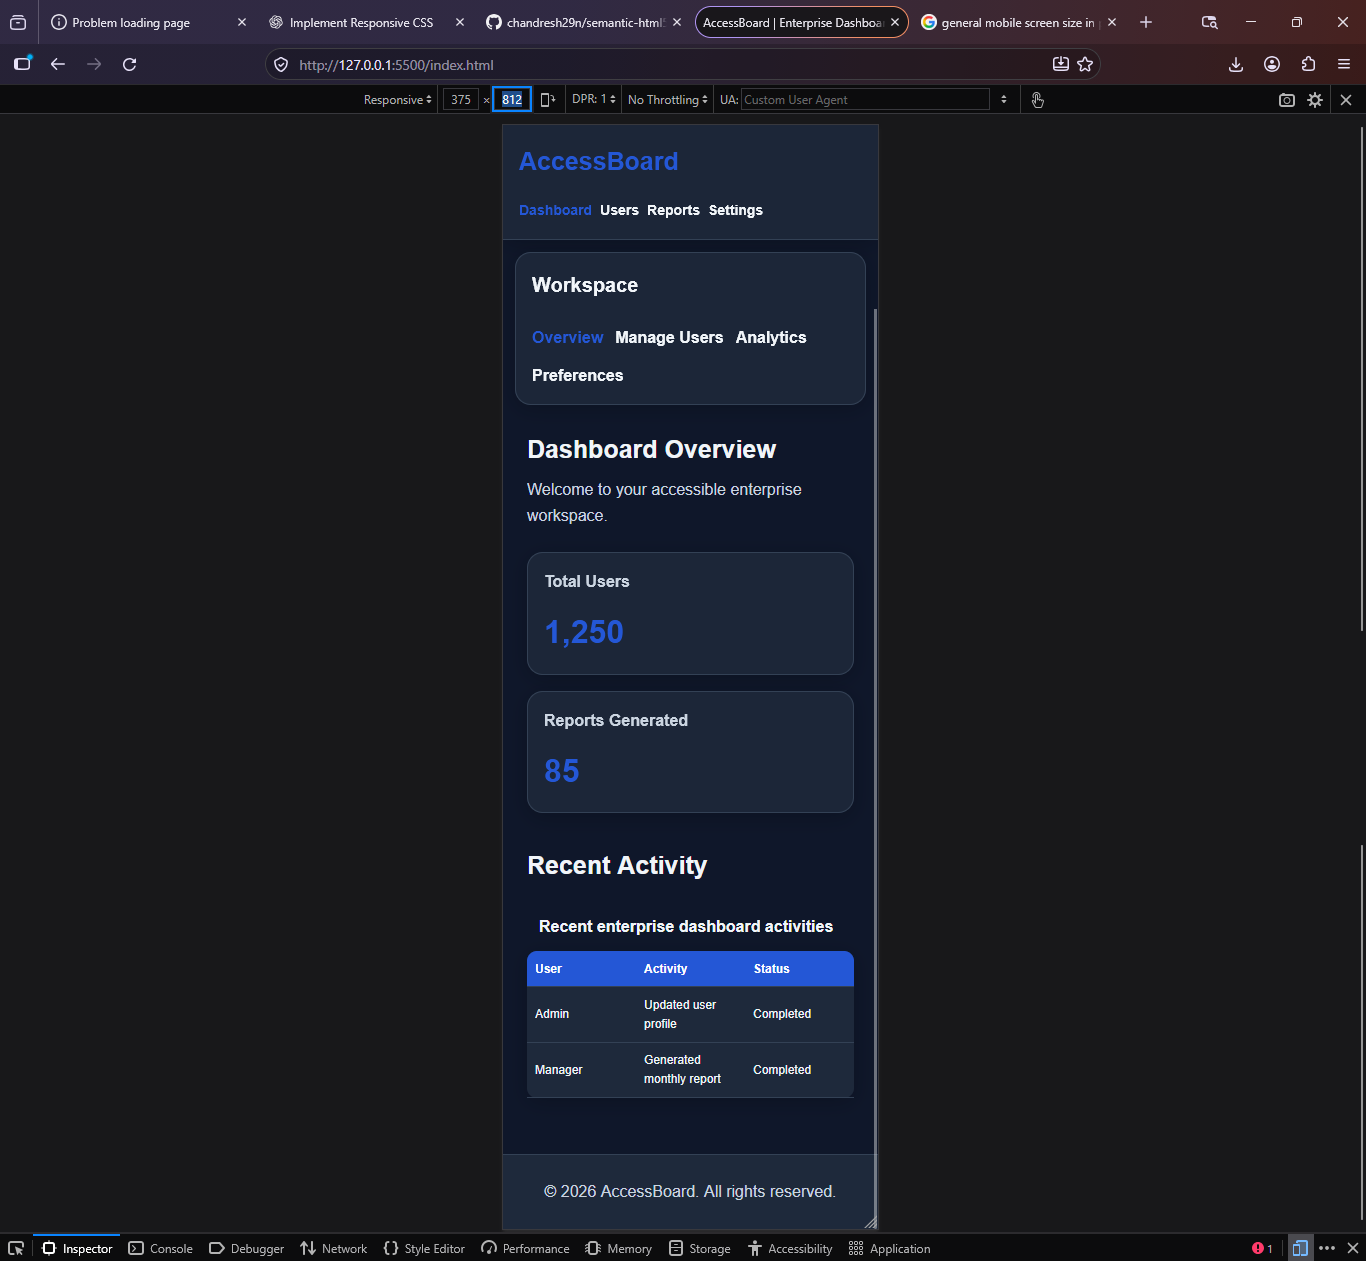 Problem loading page
Implement Responsive CSS
chandresh29n/semantic-html5
AccessBoard | Enterprise Dashboar
general mobile screen size in
http://127.0.0.1:5500/index.html
Responsive
375
×
812
DPR: 1
No Throttling
UA:
Custom User Agent
AccessBoard
Dashboard Users Reports Settings
Workspace
Overview Manage Users Analytics
Preferences
Dashboard Overview
Welcome to your accessible enterprise
workspace.
Total Users
1,250
Reports Generated
85
Recent Activity
Recent enterprise dashboard activities
User Activity Status
Admin Updated user profile Completed
Manager Generated monthly report Completed
© 2026 AccessBoard. All rights reserved.
Inspector Console Debugger Network Style Editor Performance Memory Storage Accessibility Application
1